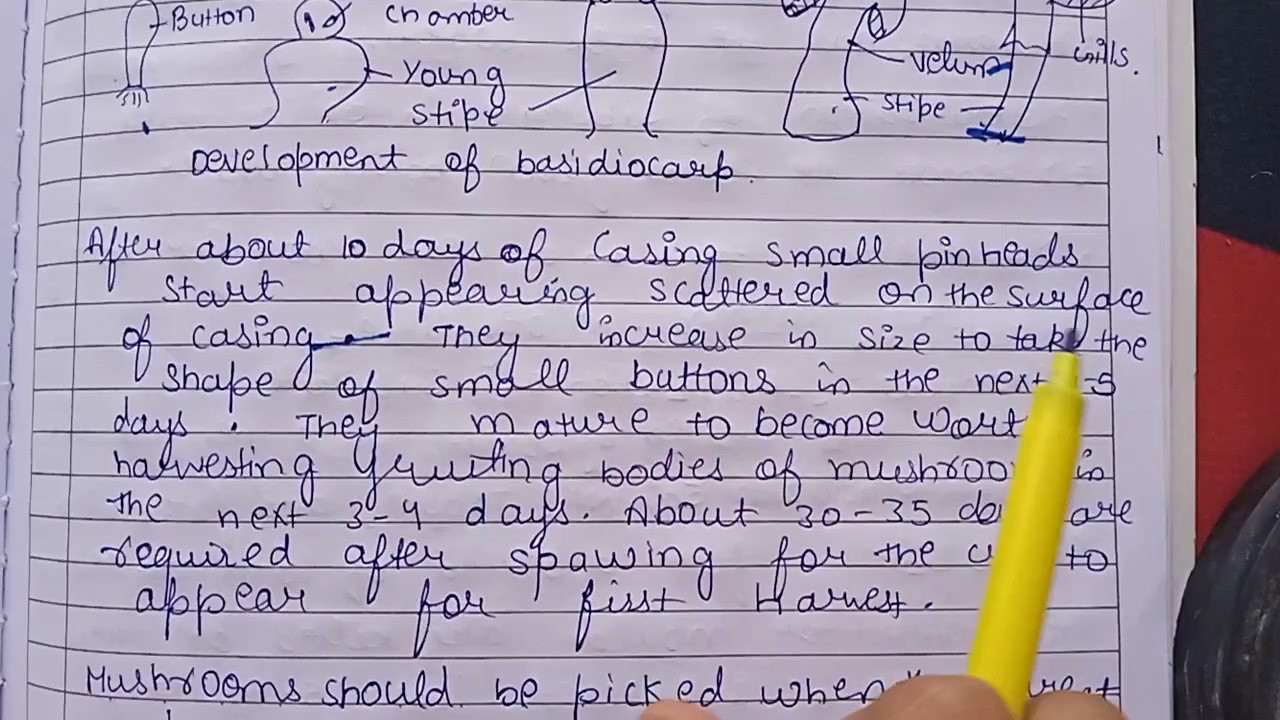 Button
chamber
Young
stipe
velum
stipe
Development of basidiocarp.
After about 10 days of casing small pinheads
start appearing scattered on the surface
of casing They increase in size to take the
shape of small buttons in the next
days. They mature to become
harvesting fruiting bodies of in
the next 3-4 days. About 30-35 are
required after spawing for the to
appear for first Harvest.
Mushrooms should be picked when